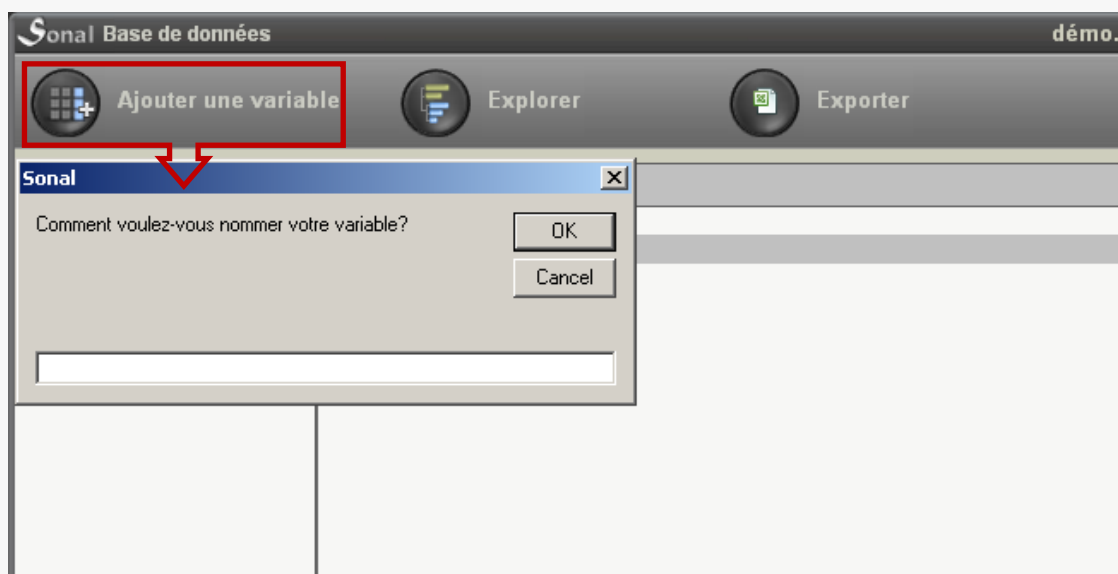 Sonal Base de données
démo.
Ajouter une variable
Explorer
Exporter
Sonal
Comment voulez-vous nommer votre variable?
OK
Cancel